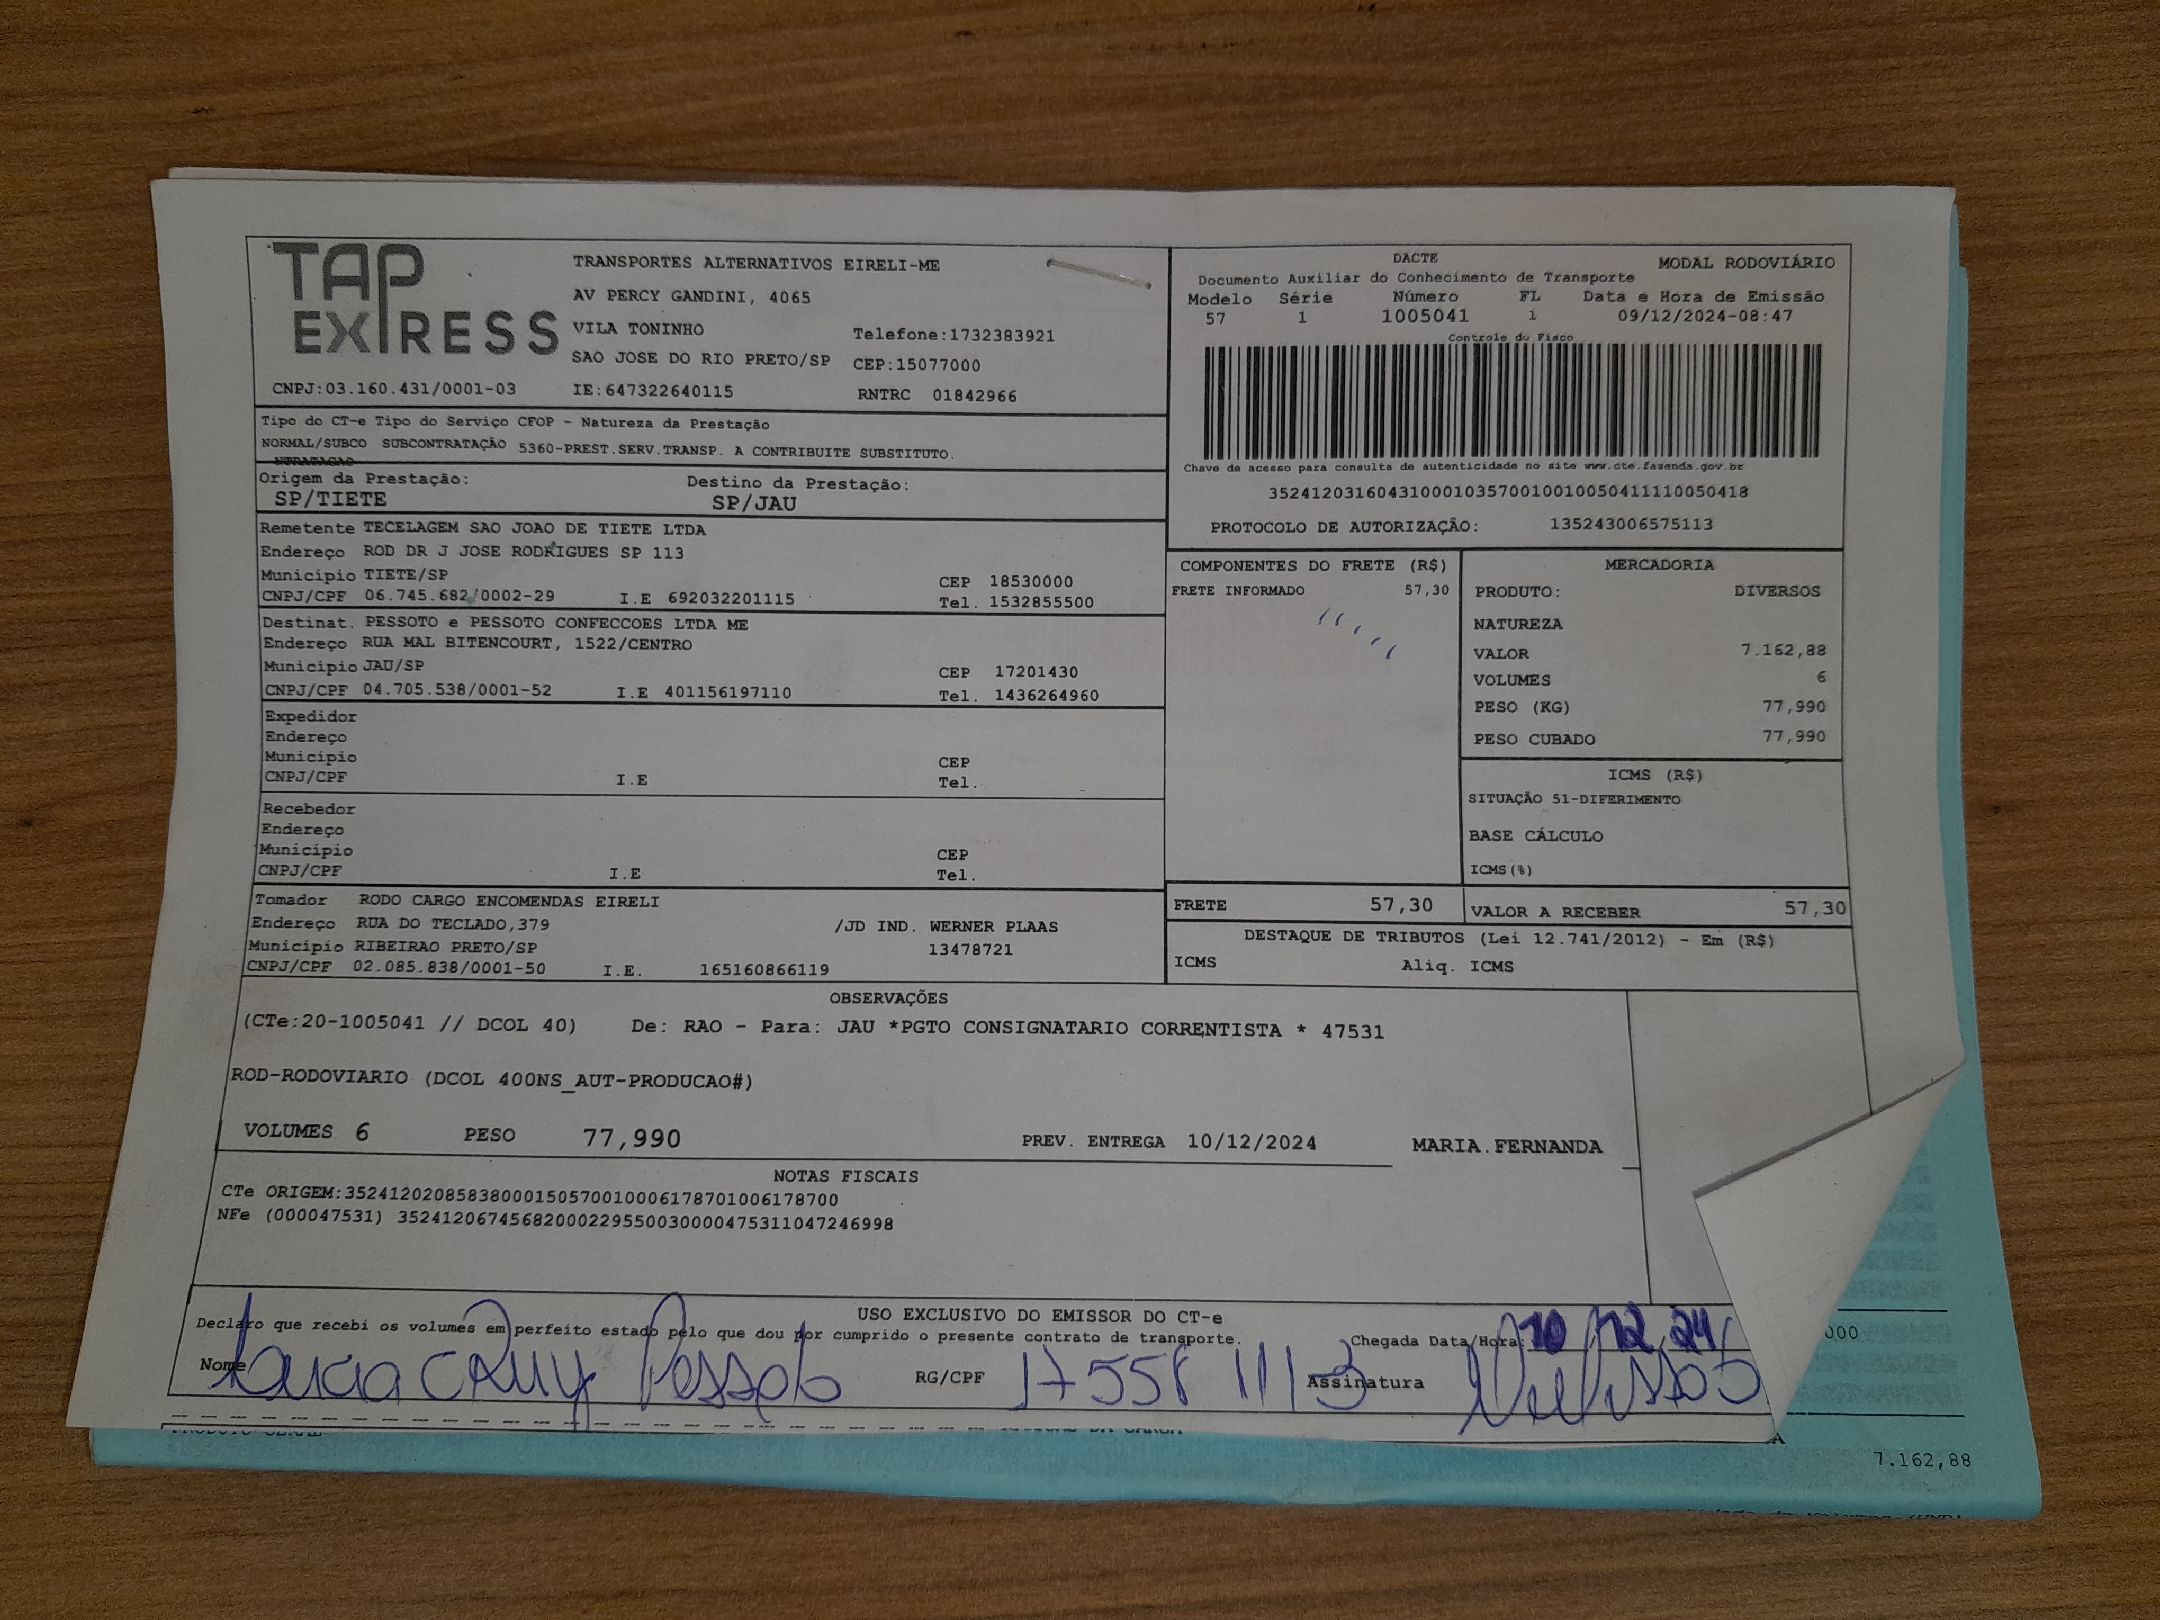 TAP
EXPRESS
TRANSPORTES ALTERNATIVOS EIRELI-ME
AV PERCY GANDINI, 4065
VILA TONINHO Telefone:1732383921
SAO JOSE DO RIO PRETO/SP CEP:15077000
CNPJ:03.160.431/0001-03 IE:647322640115 RNTRC 01842966
DACTE MODAL RODOVIÁRIO
Documento Auxiliar do Conhecimento de Transporte
Modelo Série Número FL Data e Hora de Emissão
57 1 1005041 1 09/12/2024-08:47
Controle do Fisco
Chave de acesso para consulta de autenticidade no site www.cte.fazenda.gov.br
35241203160431000103570010010050411110050418
PROTOCOLO DE AUTORIZAÇÃO: 135243006575113
Tipo do CT-e Tipo do Serviço CFOP - Natureza da Prestação
NORMAL/SUBCO SUBCONTRATAÇÃO 5360-PREST.SERV.TRANSP. A CONTRIBUITE SUBSTITUTO.
NTRATACAO
Origem da Prestação: Destino da Prestação:
SP/TIETE SP/JAU
Remetente TECELAGEM SAO JOAO DE TIETE LTDA
Endereço ROD DR J JOSE RODRIGUES SP 113
Município TIETE/SP CEP 18530000
CNPJ/CPF 06.745.682/0002-29 I.E 692032201115 Tel. 1532855500
Destinat. PESSOTO e PESSOTO CONFECCOES LTDA ME
Endereço RUA MAL BITENCOURT, 1522/CENTRO
Município JAU/SP CEP 17201430
CNPJ/CPF 04.705.538/0001-52 I.E 401156197110 Tel. 1436264960
Expedidor
Endereço
Município CEP
CNPJ/CPF I.E Tel.
Recebedor
Endereço
Município CEP
CNPJ/CPF I.E Tel.
Tomador RODO CARGO ENCOMENDAS EIRELI
Endereço RUA DO TECLADO,379 /JD IND. WERNER PLAAS
Município RIBEIRAO PRETO/SP 13478721
CNPJ/CPF 02.085.838/0001-50 I.E. 165160866119
COMPONENTES DO FRETE (R$)
FRETE INFORMADO 57,30
MERCADORIA
PRODUTO: DIVERSOS
NATUREZA
VALOR 7.162,88
VOLUMES 6
PESO (KG) 77,990
PESO CUBADO 77,990
ICMS (R$)
SITUAÇÃO 51-DIFERIMENTO
BASE CÁLCULO
ICMS(%)
FRETE 57,30 VALOR A RECEBER 57,30
DESTAQUE DE TRIBUTOS (Lei 12.741/2012) - Em (R$)
ICMS Aliq. ICMS
OBSERVAÇÕES
(CTe:20-1005041 // DCOL 40) De: RAO - Para: JAU *PGTO CONSIGNATARIO CORRENTISTA * 47531
ROD-RODOVIARIO (DCOL 400NS_AUT-PRODUCAO#)
VOLUMES 6 PESO 77,990 PREV. ENTREGA 10/12/2024 MARIA.FERNANDA
NOTAS FISCAIS
CTe ORIGEM:35241202085838000150570010006178701006178700
NFe (000047531) 35241206745682000229550030000475311047246998
USO EXCLUSIVO DO EMISSOR DO CT-e
Declaro que recebi os volumes em perfeito estado pelo que dou por cumprido o presente contrato de transporte. Chegada Data/Hora: 10/12/24
Nome Pessoto RG/CPF 17558111-3 Assinatura
000
7.162,88